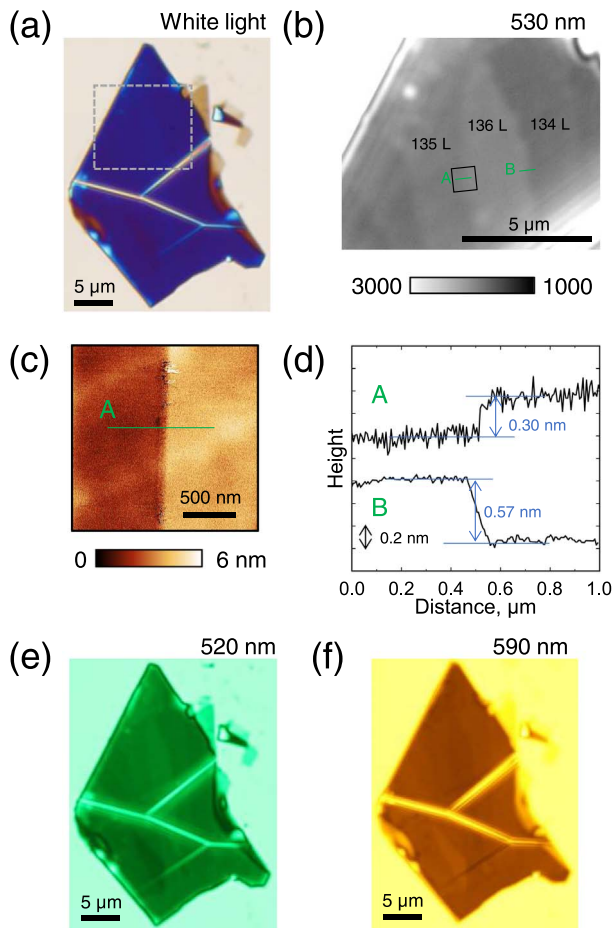 (a)
White light
5 µm
(b)
530 nm
135 L
136 L
134 L
A
B
5 µm
3000
1000
(c)
A
500 nm
0
6 nm
(d)
A
0.30 nm
B
0.57 nm
0.2 nm
Height
0.0 0.2 0.4 0.6 0.8 1.0
Distance, µm
(e)
520 nm
5 µm
(f)
590 nm
5 µm